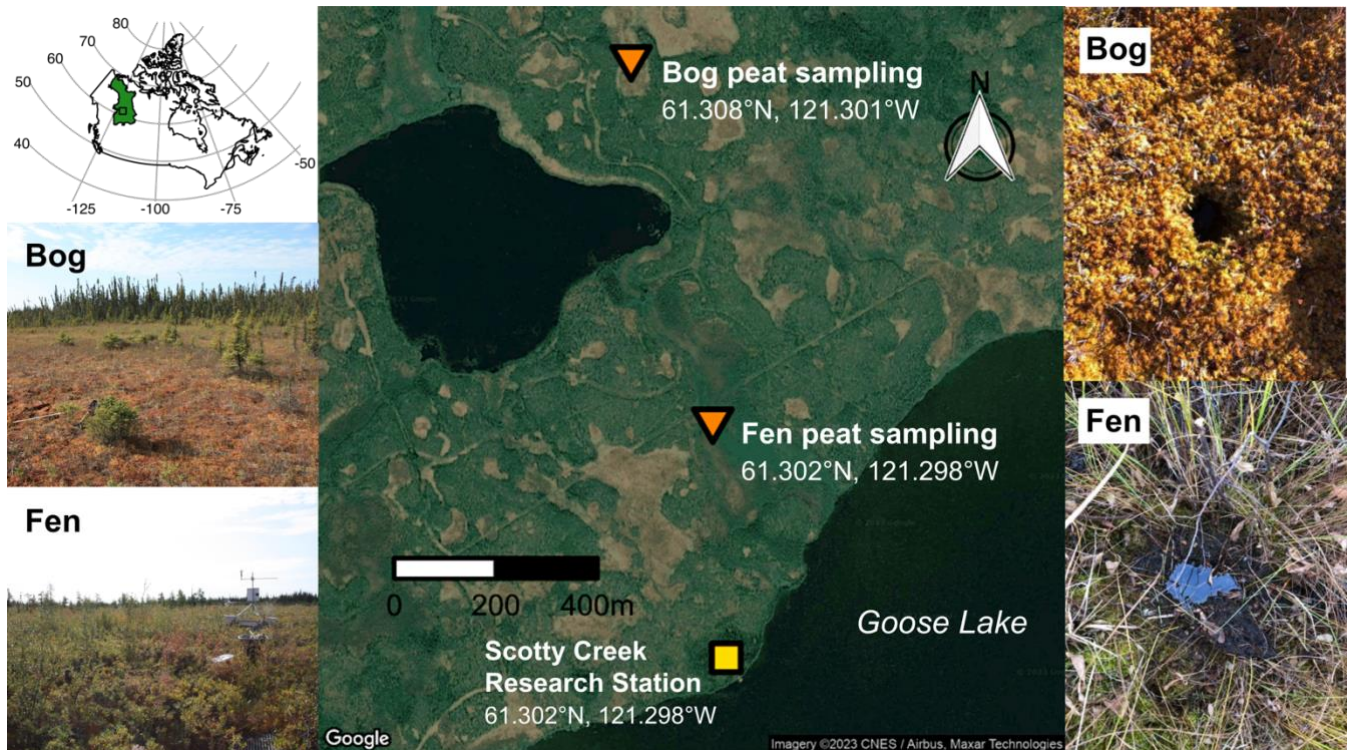 80
70
60
50
40
-50
-125
-100
-75
Bog
Fen
Bog peat sampling
61.308°N, 121.301°W
N
Fen peat sampling
61.302°N, 121.298°W
0 200 400m
Goose Lake
Scotty Creek
Research Station
61.302°N, 121.298°W
Google
Imagery ©2023 CNES / Airbus, Maxar Technologies
Bog
Fen